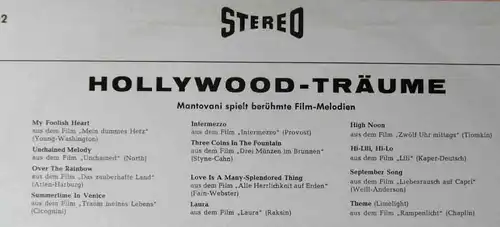 2
STEREO
HOLLYWOOD-TRÄUME
Mantovani spielt berühmte Film-Melodien
My Foolish Heart
aus dem Film „Mein dummes Herz"
(Young-Washington)
Unchained Melody
aus dem Film „Unchained" (North)
Over The Rainbow
aus dem Film „Das zauberhafte Land"
(Arlen-Harburg)
Summertime In Venice
aus dem Film „Traum meines Lebens"
(Cicognini)
Intermezzo
aus dem Film „Intermezzo" (Provost)
Three Coins In The Fountain
aus dem Film „Drei Münzen im Brunnen"
(Styne-Cahn)
Love Is A Many-Splendored Thing
aus dem Film „Alle Herrlichkeit auf Erden"
(Fain-Webster)
Laura
aus dem Film „Laura" (Raksin)
High Noon
aus dem Film „Zwölf Uhr mittags" (Tiomkin)
Hi-Lili, Hi-Lo
aus dem Film „Lili" (Kaper-Deutsch)
September Song
aus dem Film „Liebesrausch auf Capri"
(Weill-Anderson)
Theme (Limelight)
aus dem Film „Rampenlicht" (Chaplin)